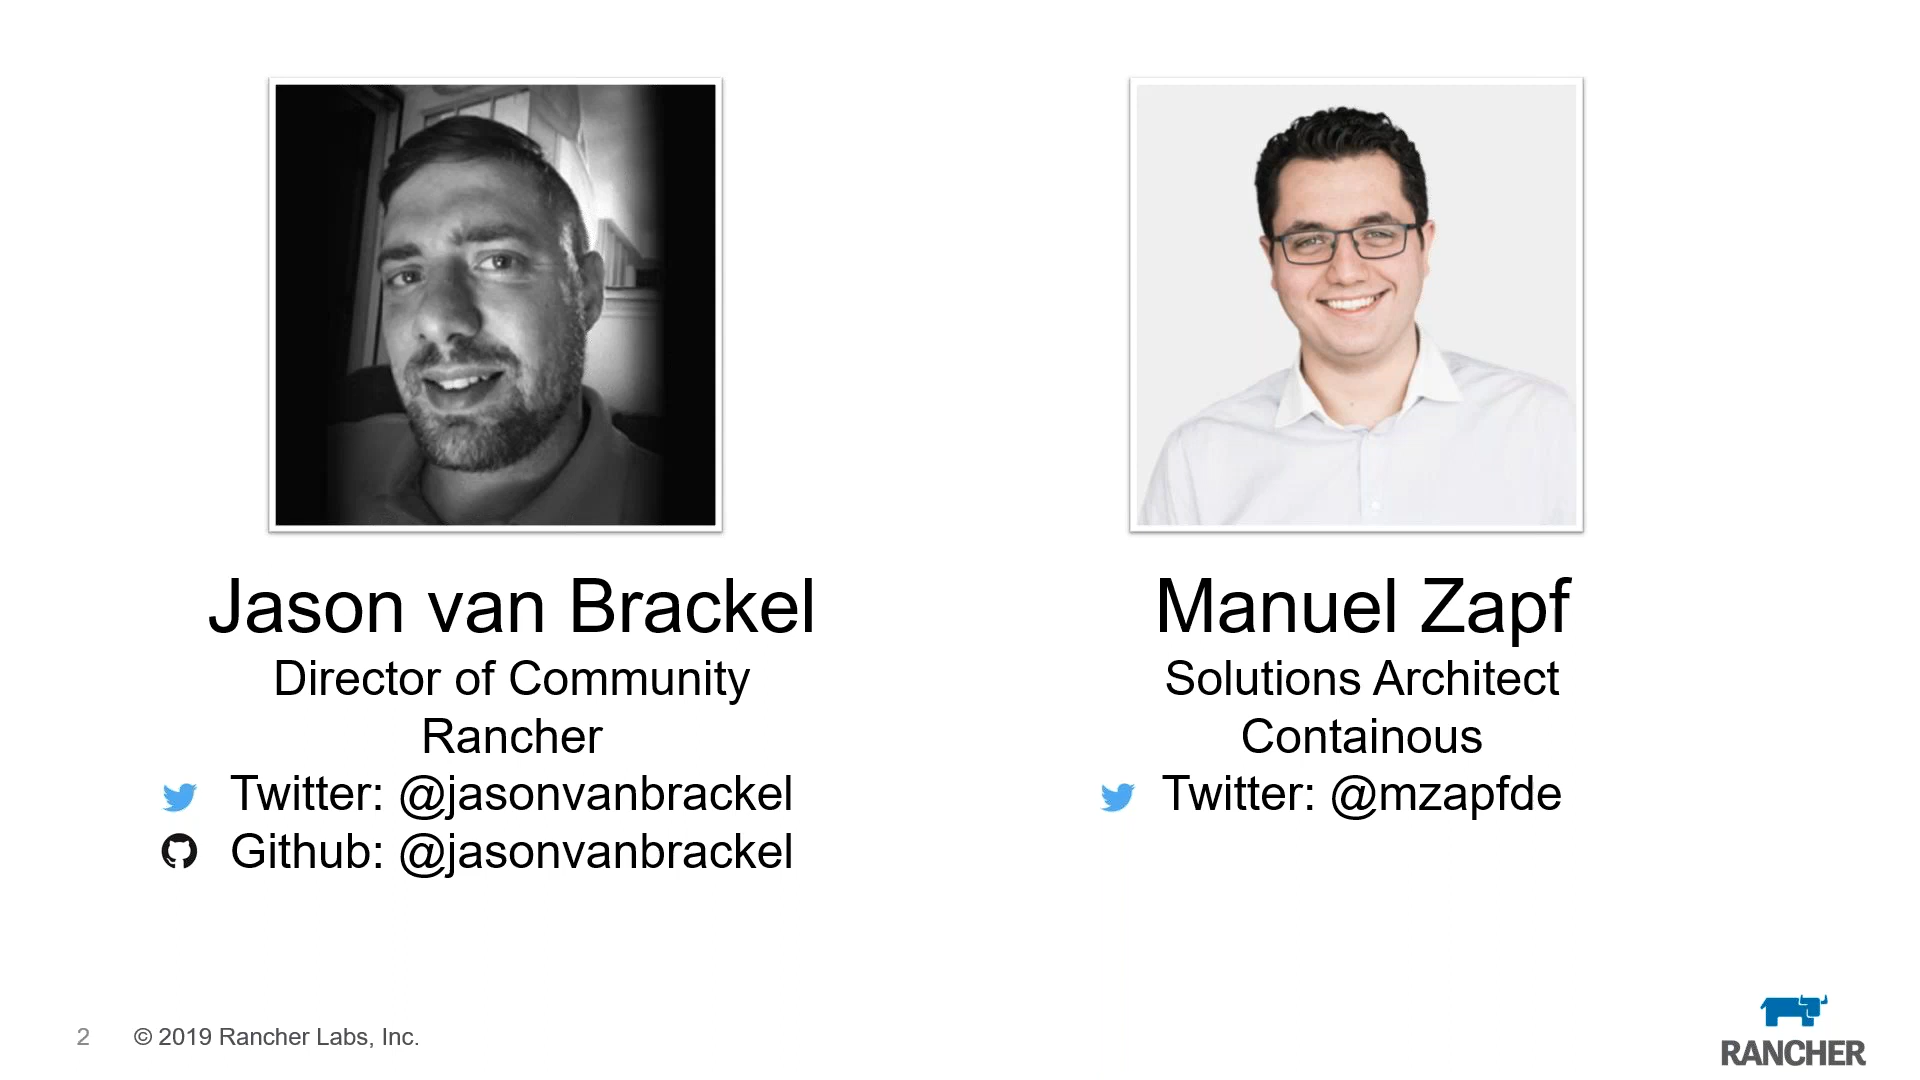 Jason van Brackel
Director of Community
Rancher
Twitter: @jasonvanbrackel
Github: @jasonvanbrackel
Manuel Zapf
Solutions Architect
Containous
Twitter: @mzapfde
2
© 2019 Rancher Labs, Inc.
RANCHER